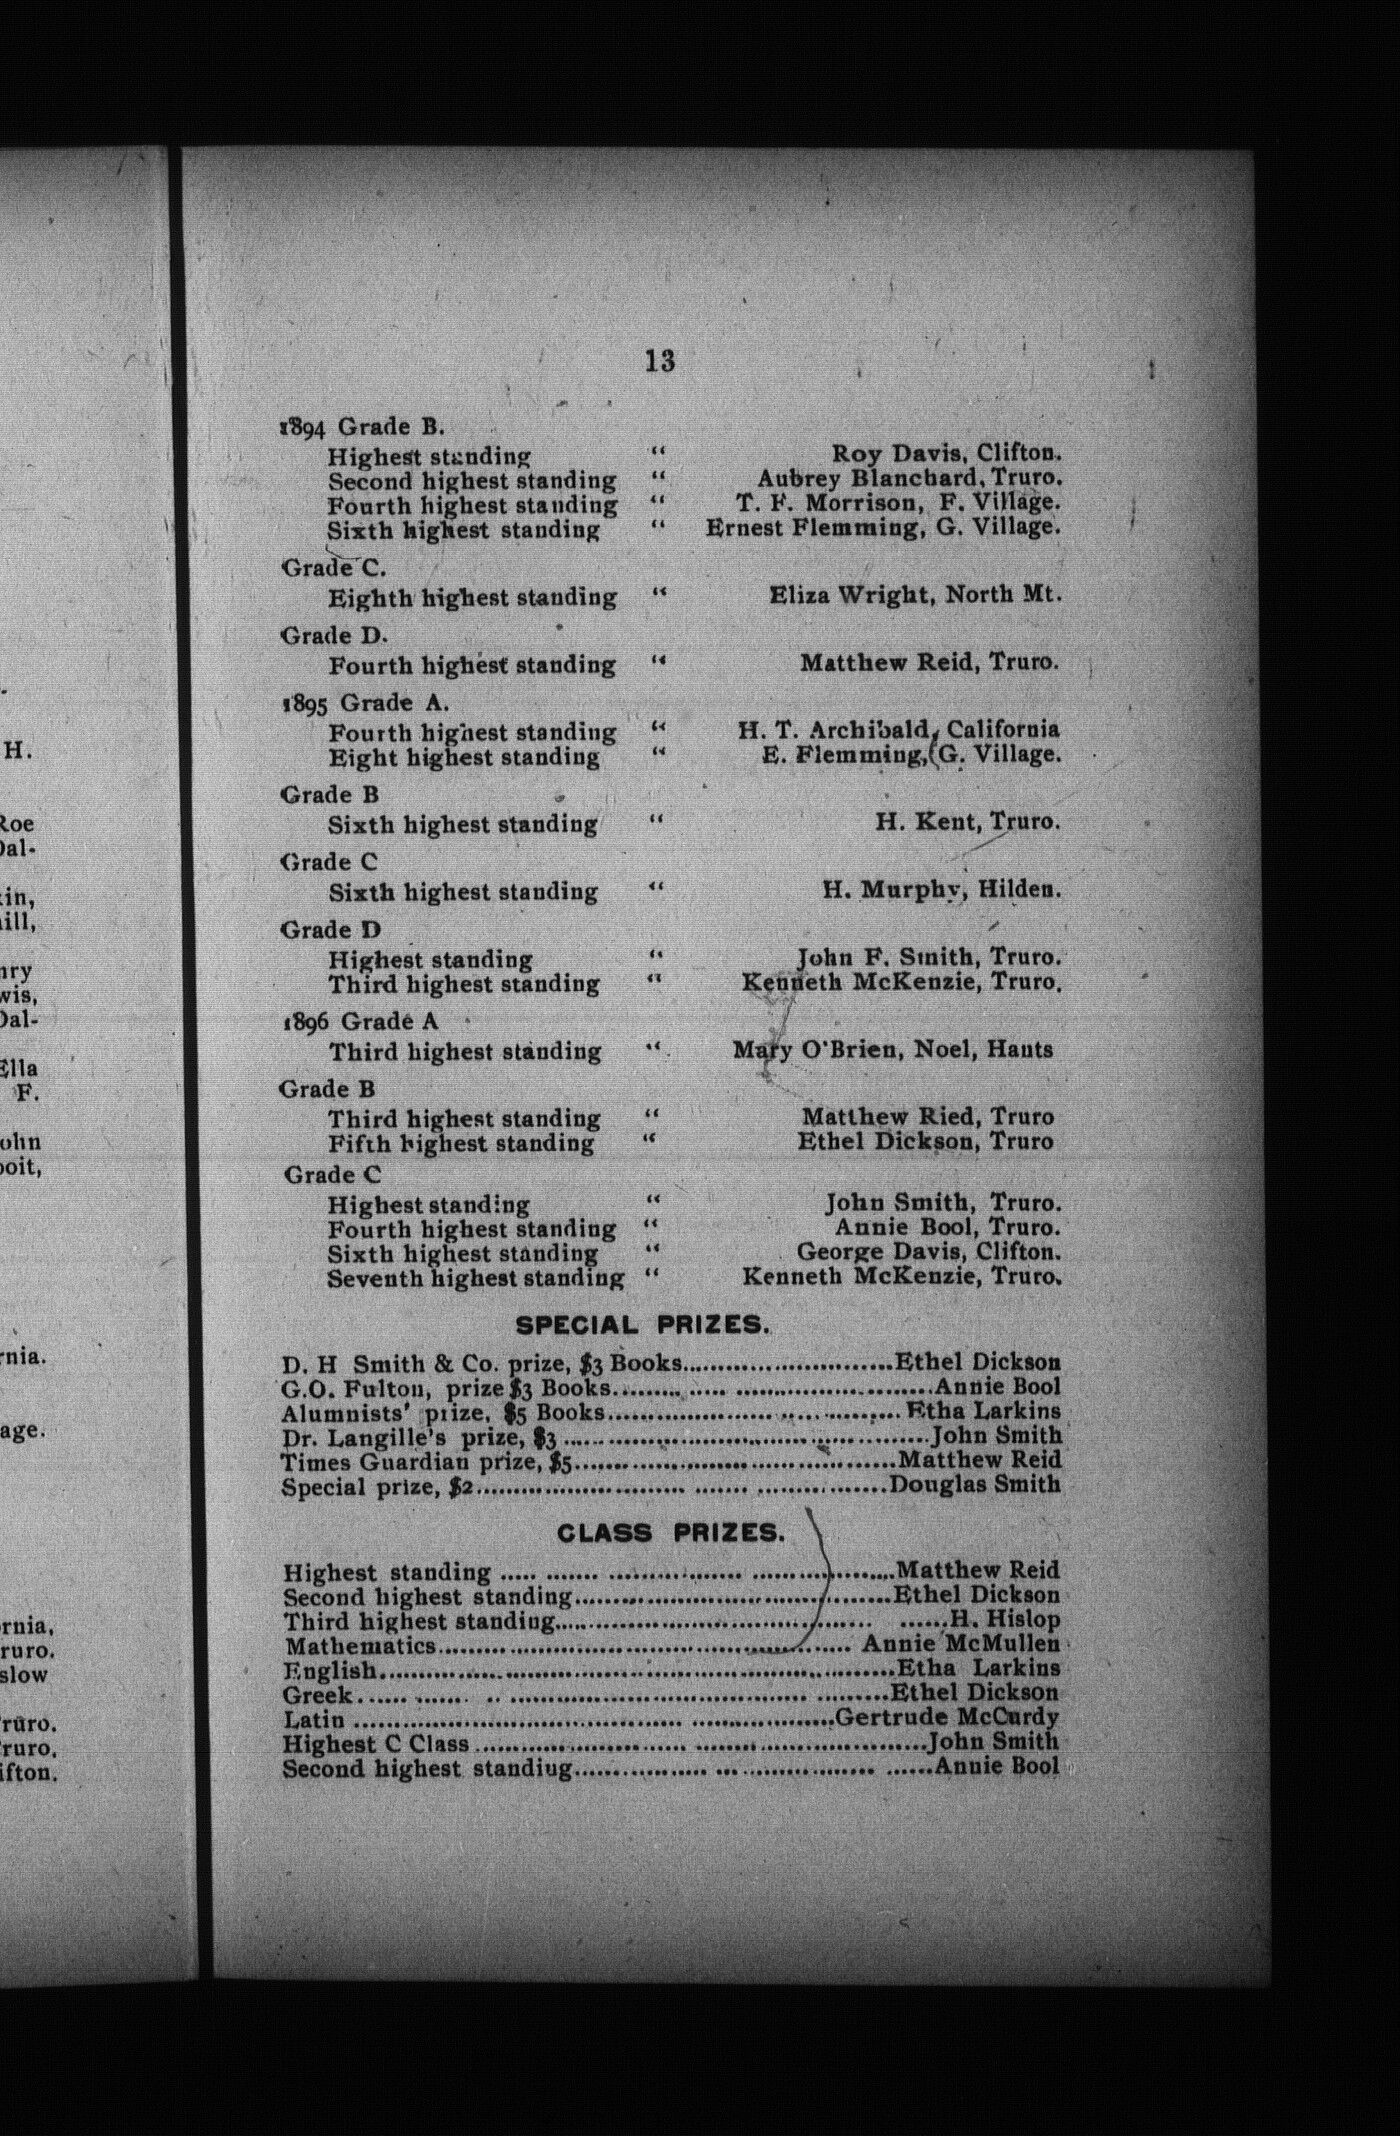 13
1894 Grade B.
Highest standing " Roy Davis, Clifton.
Second highest standing " Aubrey Blanchard, Truro.
Fourth highest standing " T. F. Morrison, F. Village.
Sixth highest standing " Ernest Flemming, G. Village.
Grade C.
Eighth highest standing " Eliza Wright, North Mt.
Grade D.
Fourth highest standing " Matthew Reid, Truro.
1895 Grade A.
Fourth highest standing " H. T. Archibald, California
Eight highest standing " E. Flemming, G. Village.
Grade B
Sixth highest standing " H. Kent, Truro.
Grade C
Sixth highest standing " H. Murphy, Hilden.
Grade D
Highest standing " John F. Smith, Truro.
Third highest standing " Kenneth McKenzie, Truro.
1896 Grade A
Third highest standing " Mary O'Brien, Noel, Hants
Grade B
Third highest standing " Matthew Ried, Truro
Fifth highest standing " Ethel Dickson, Truro
Grade C
Highest standing " John Smith, Truro.
Fourth highest standing " Annie Bool, Truro.
Sixth highest standing " George Davis, Clifton.
Seventh highest standing " Kenneth McKenzie, Truro.
SPECIAL PRIZES.
D. H Smith & Co. prize, $3 Books..............................Ethel Dickson
G.O. Fulton, prize $3 Books......... ..... ..........................Annie Bool
Alumnists' prize, $5 Books.................................... Etha Larkins
Dr. Langille's prize, $3 ..............................................John Smith
Times Guardian prize, $5........................................Matthew Reid
Special prize, $2.......................... ....... ................Douglas Smith
CLASS PRIZES.
Highest standing ..... ....... ................. ..................Matthew Reid
Second highest standing........................................Ethel Dickson
Third highest standing........................................ ......H. Hislop
Mathematics.................................................... Annie McMullen
English.................................................................Etha Larkins
Greek...... ...... .. ..................................... .........Ethel Dickson
Latin ......................................... ..................Gertrude McCurdy
Highest C Class .......................... .............................John Smith
Second highest standiug................. ... ................. ......Annie Bool
H.
Roe
Dal-
kin,
hill,
nry
wis,
Dal-
Ella
F.
ohn
poit,
rnia.
age.
rnia,
ruro.
slow
ruro.
ruro.
ifton.